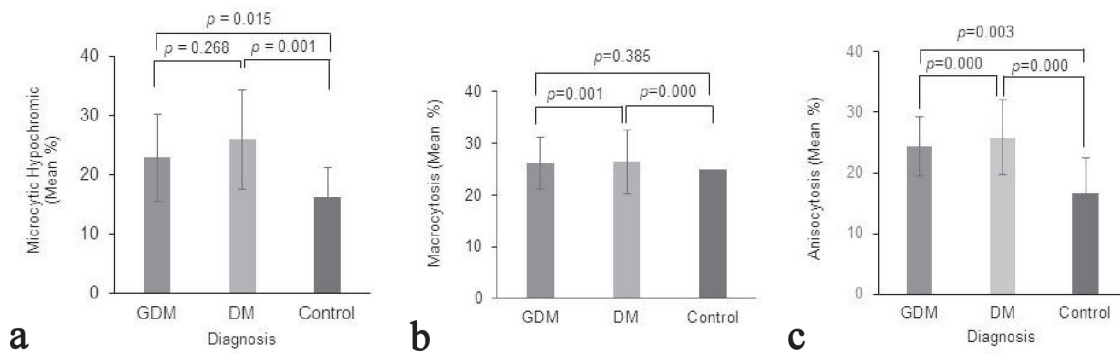 p = 0.015
p = 0.268
p = 0.001
40
30
20
10
0
Microcytic Hypochromic
(Mean %)
GDM DM Control
Diagnosis
a
p=0.385
p=0.001
p=0.000
40
30
20
10
0
Macrocytosis (Mean %)
GDM DM Control
b
p=0.003
p=0.000
p=0.000
40
30
20
10
0
Anisocytosis (Mean %)
GDM DM Control
Diagnosis
c